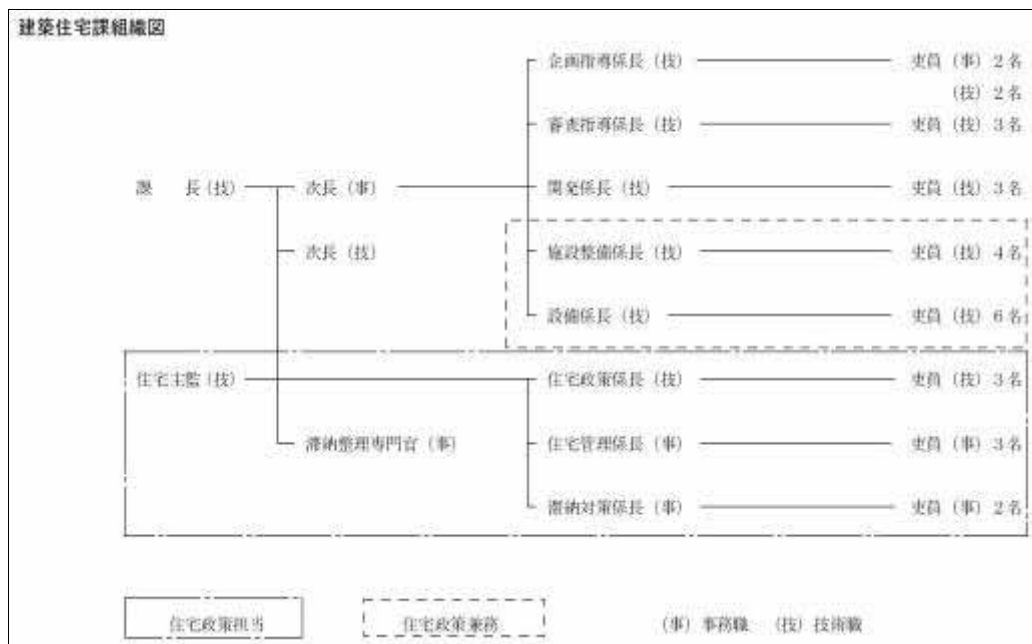 建築住宅課組織図
企画指導係長（技） 吏員（事）2名
（技）2名
審査指導係長（技） 吏員（技）3名
課　長（技） 次長（事） 開発係長（技） 吏員（技）3名
次長（技） 施設整備係長（技） 吏員（技）4名
設備係長（技） 吏員（技）6名
住宅主監（技） 住宅政策係長（技） 吏員（技）3名
滞納整理専門官（事） 住宅管理係長（事） 吏員（事）3名
滞納対策係長（事） 吏員（事）2名
住宅政策担当 住宅政策兼務 （事）事務職 （技）技術職